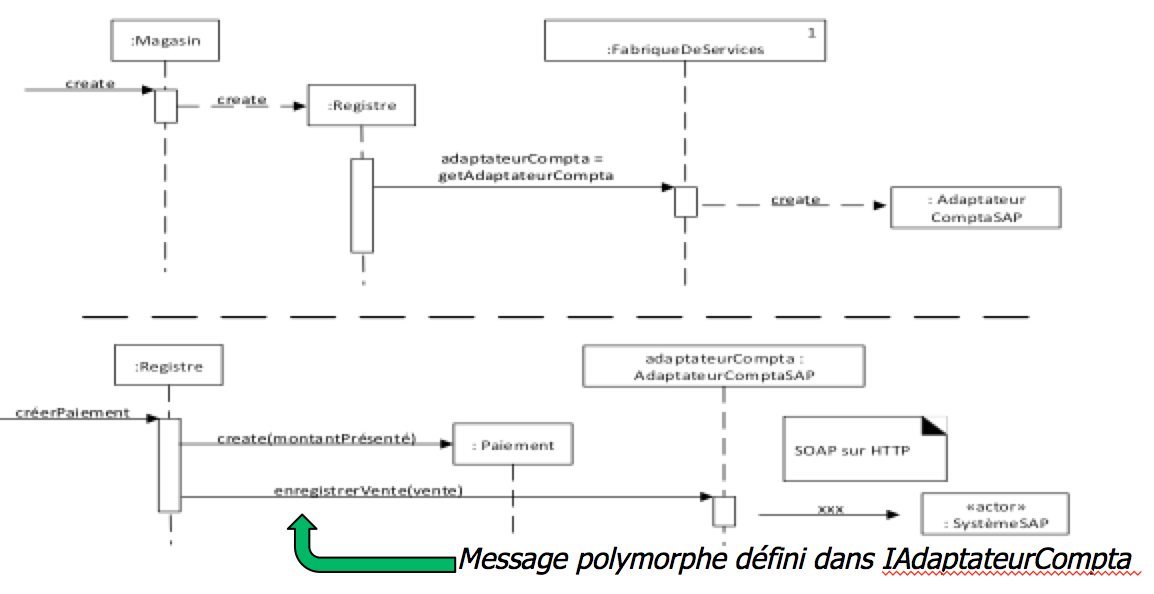 :Magasin
1
:FabriqueDeServices
create
create
:Registre
adaptateurCompta =
getAdaptateurCompta
create
: Adaptateur
ComptaSAP
:Registre
adaptateurCompta :
AdaptateurComptaSAP
créerPaiement
create(montantPrésenté)
: Paiement
SOAP sur HTTP
enregistrerVente(vente)
xxx
«actor»
: SystèmeSAP
Message polymorphe défini dans IAdaptateurCompta